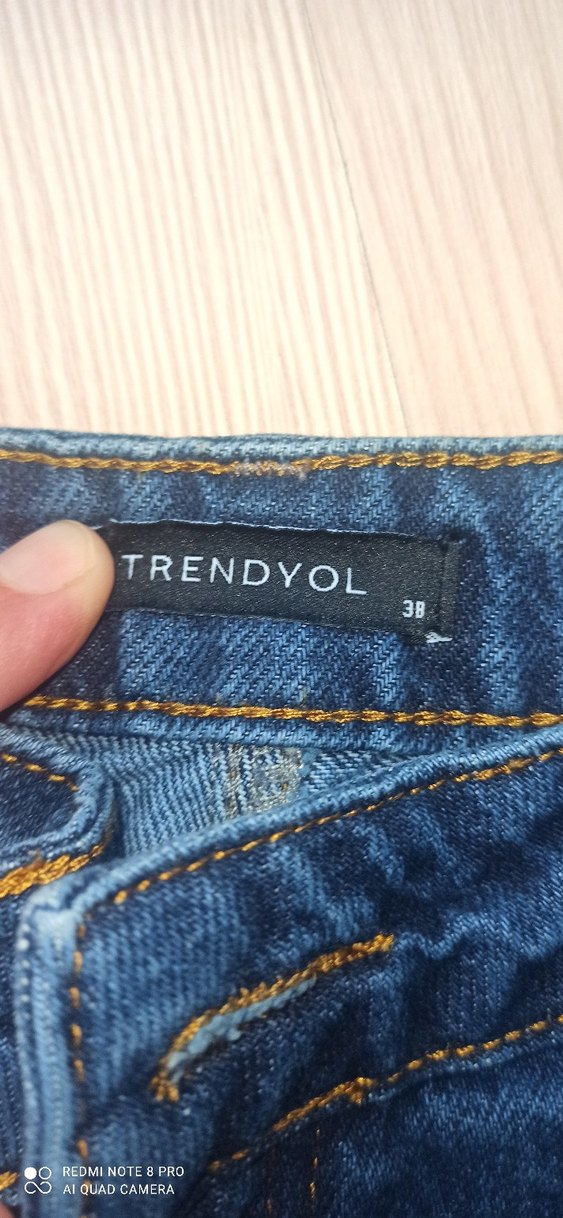 TRENDYOL
38
REDMI NOTE 8 PRO
AI QUAD CAMERA